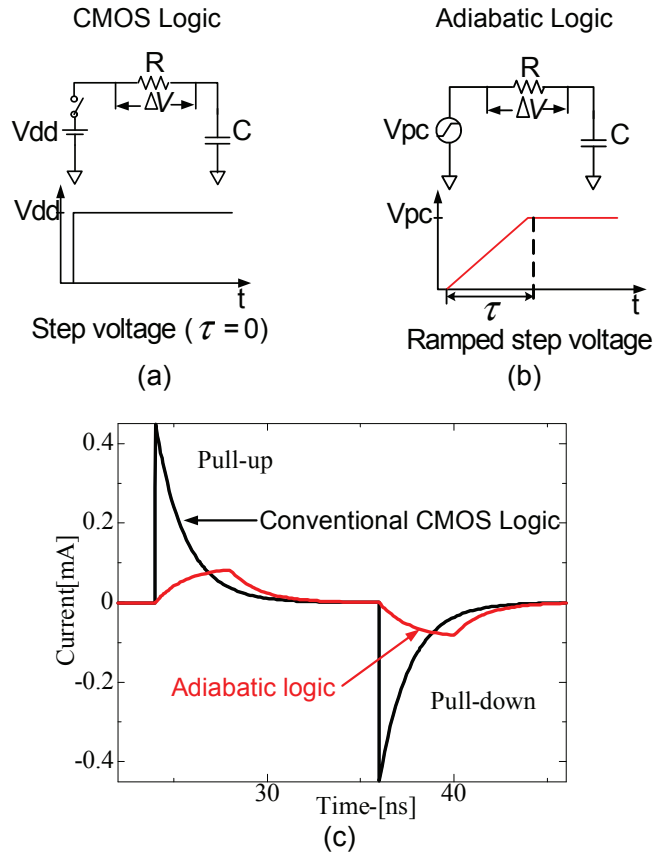 CMOS Logic
R
ΔV
Vdd
C
Vdd
t
Step voltage ( τ = 0)
(a)
Adiabatic Logic
R
ΔV
Vpc
C
Vpc
τ
t
Ramped step voltage
(b)
0.4
Pull-up
Conventional CMOS Logic
0.2
0
Current[mA]
Adiabatic logic
-0.2
Pull-down
-0.4
30
40
Time-[ns]
(c)